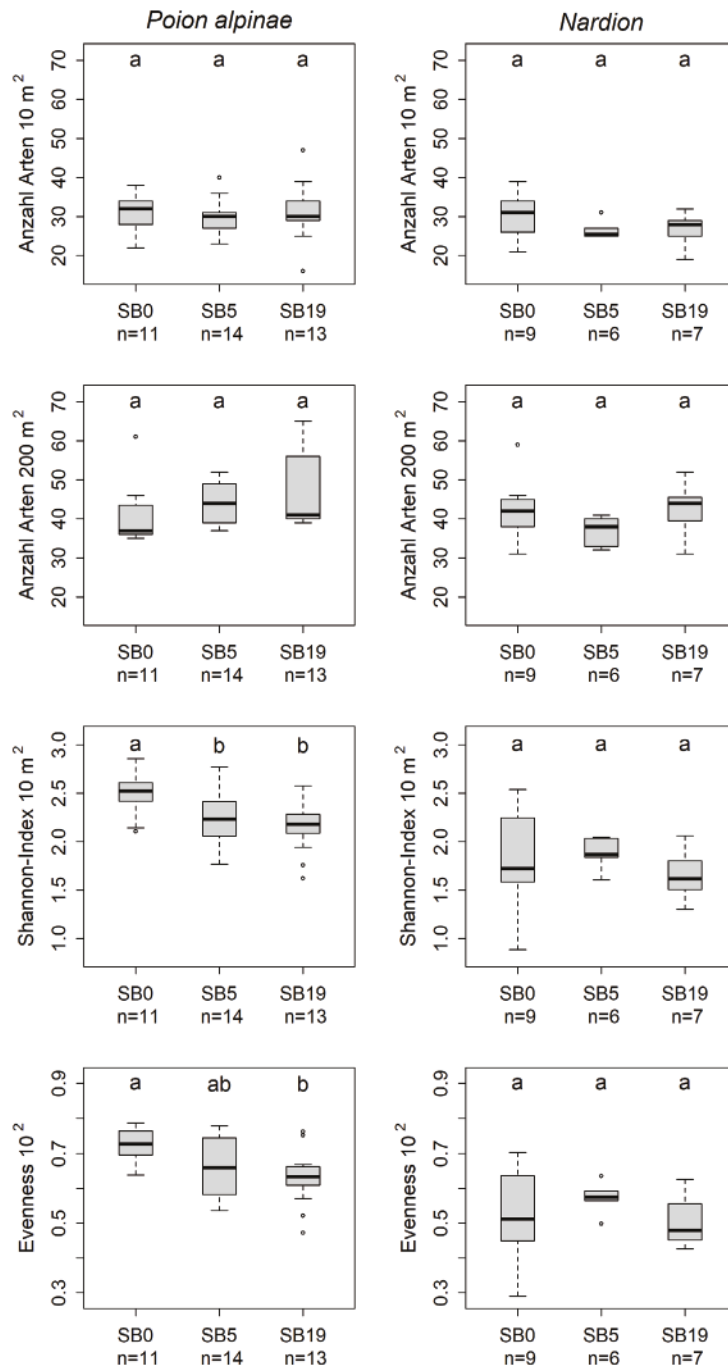 Poion alpinae
Nardion
Anzahl Arten 10 m²
70
60
50
40
30
20
a a a
SB0 SB5 SB19
n=11 n=14 n=13
Anzahl Arten 10 m²
70
60
50
40
30
20
a a a
SB0 SB5 SB19
n=9 n=6 n=7
Anzahl Arten 200 m²
70
60
50
40
30
20
a a a
SB0 SB5 SB19
n=11 n=14 n=13
Anzahl Arten 200 m²
70
60
50
40
30
20
a a a
SB0 SB5 SB19
n=9 n=6 n=7
Shannon-Index 10 m²
3.0
2.5
2.0
1.5
1.0
a b b
SB0 SB5 SB19
n=11 n=14 n=13
Shannon-Index 10 m²
3.0
2.5
2.0
1.5
1.0
a a a
SB0 SB5 SB19
n=9 n=6 n=7
Evenness 10²
0.9
0.7
0.5
0.3
a ab b
SB0 SB5 SB19
n=11 n=14 n=13
Evenness 10²
0.9
0.7
0.5
0.3
a a a
SB0 SB5 SB19
n=9 n=6 n=7